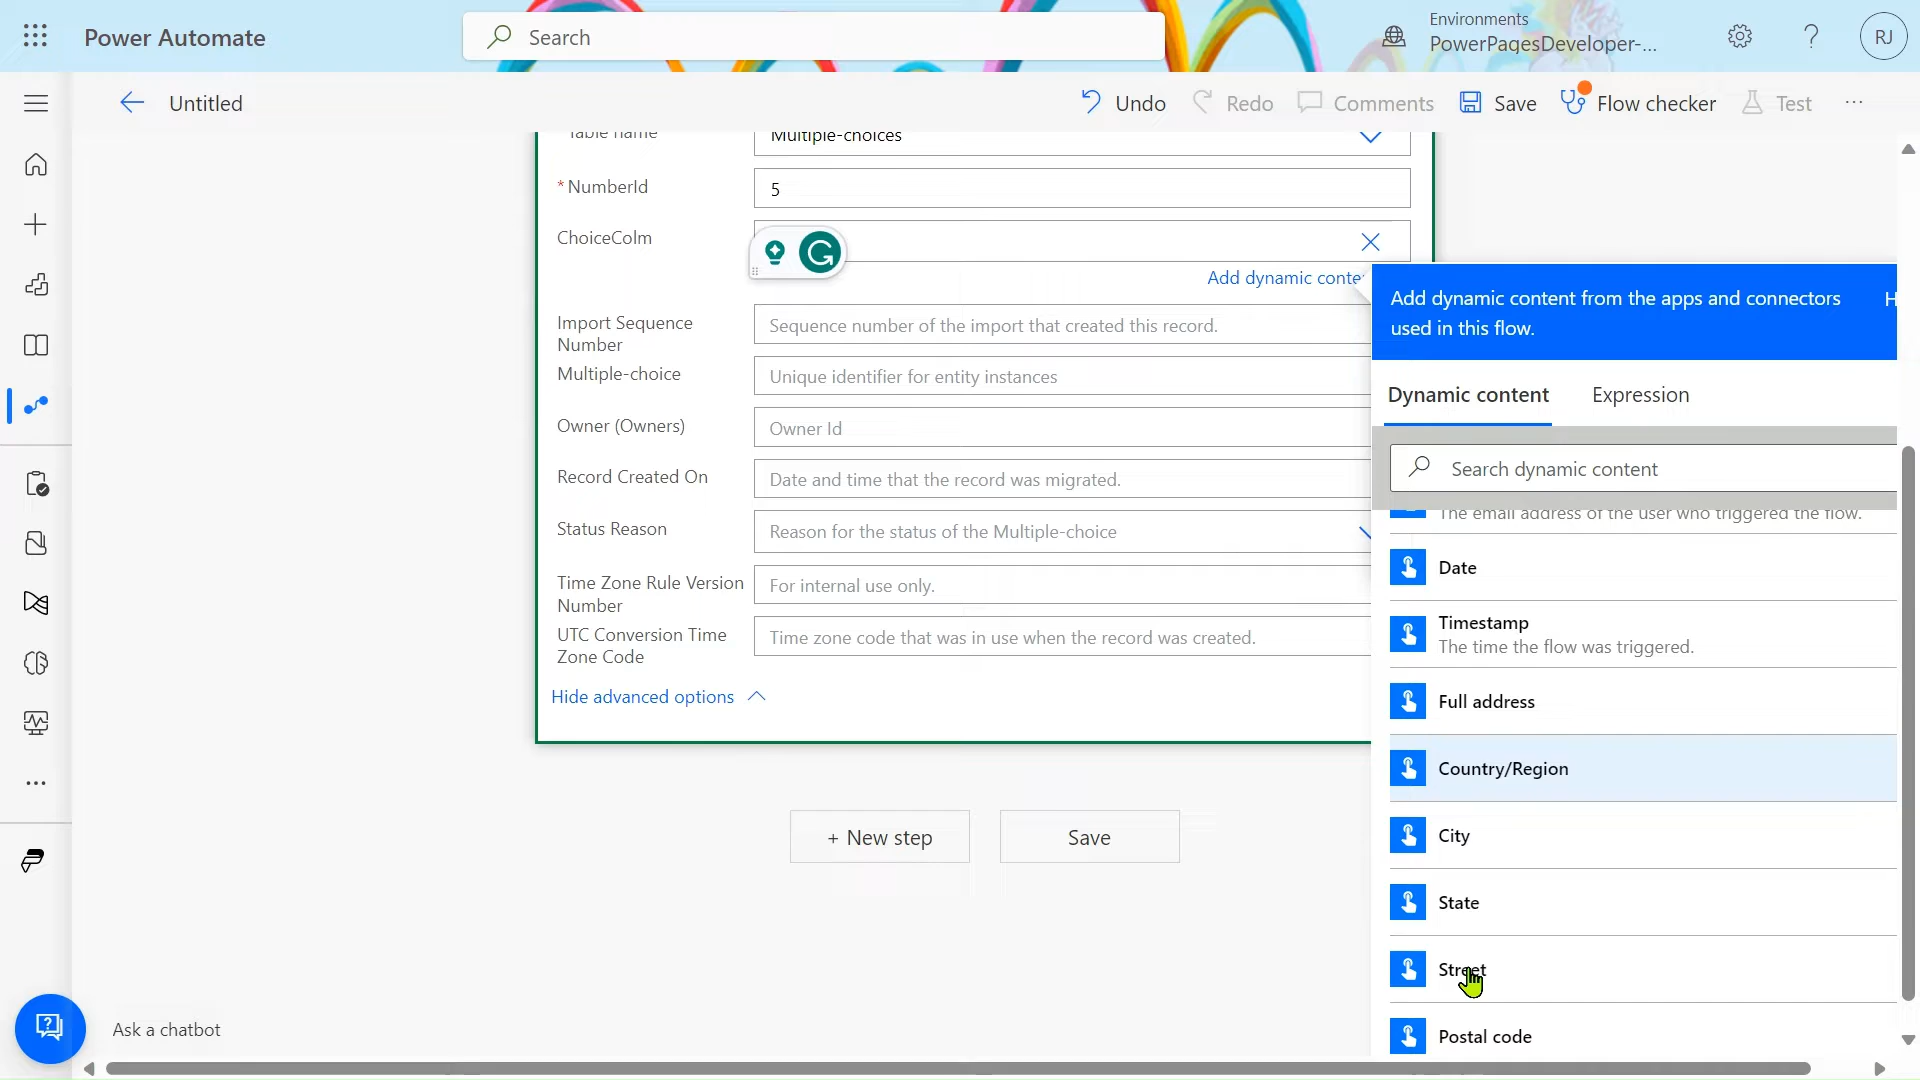 Power Automate
Search
Environments
PowerPagesDeveloper-...
RJ
Untitled
Undo
Redo
Comments
Save
Flow checker
Test
Table name
Multiple-choices
* NumberId
5
ChoiceColm
Add dynamic conte
Import Sequence
Number
Sequence number of the import that created this record.
Multiple-choice
Unique identifier for entity instances
Owner (Owners)
Owner Id
Record Created On
Date and time that the record was migrated.
Status Reason
Reason for the status of the Multiple-choice
Time Zone Rule Version
Number
For internal use only.
UTC Conversion Time
Zone Code
Time zone code that was in use when the record was created.
Hide advanced options
+ New step
Save
Ask a chatbot
Add dynamic content from the apps and connectors
used in this flow.
H
Dynamic content
Expression
Search dynamic content
The email address of the user who triggered the flow.
Date
Timestamp
The time the flow was triggered.
Full address
Country/Region
City
State
Street
Postal code